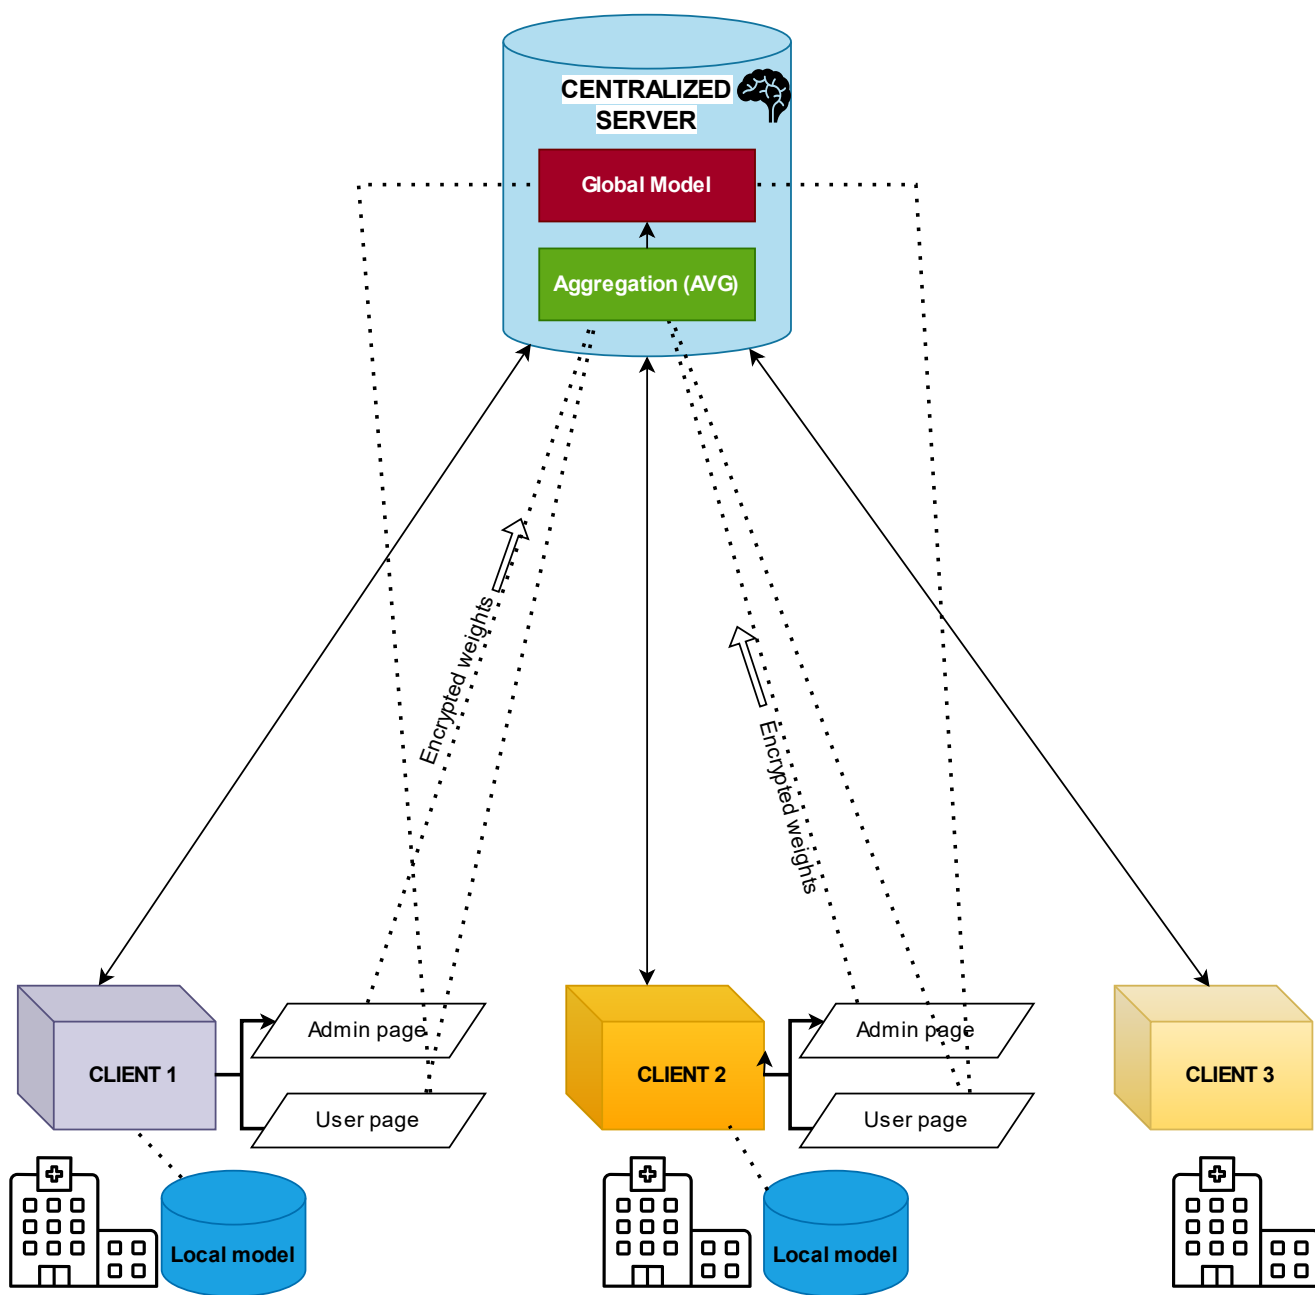 CENTRALIZED
SERVER
Global Model
Aggregation (AVG)
Encrypted weights
Encrypted weights
Admin page
Admin page
CLIENT 1
CLIENT 2
CLIENT 3
User page
User page
Local model
Local model